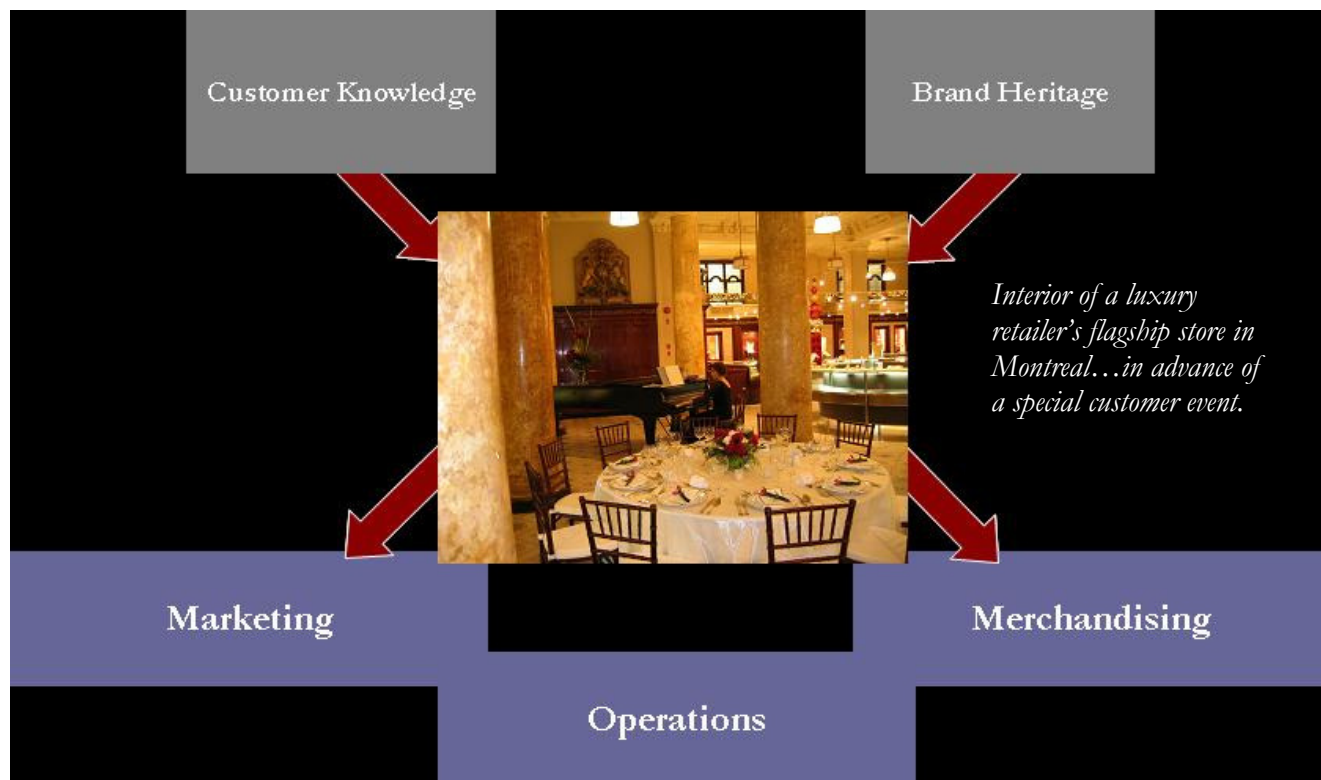 Customer Knowledge
Brand Heritage
Interior of a luxury
retailer's flagship store in
Montreal…in advance of
a special customer event.
Marketing
Merchandising
Operations